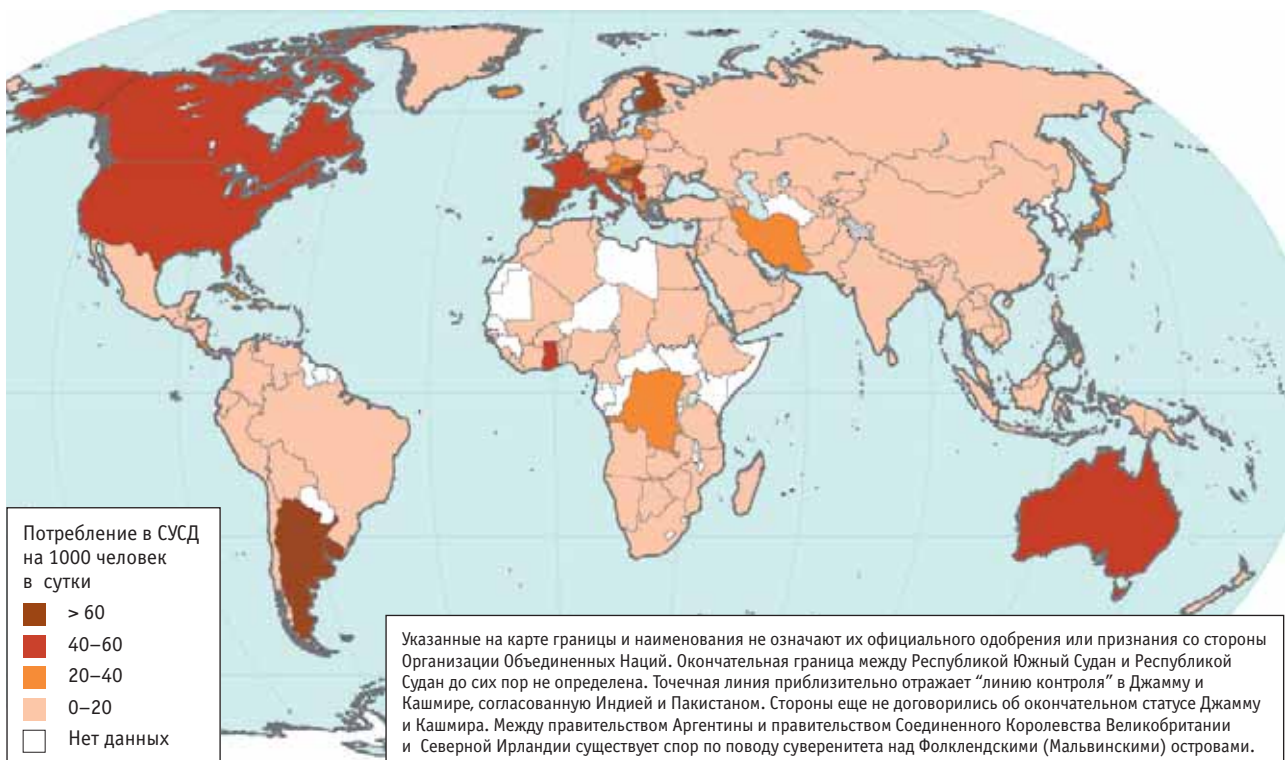 Потребление в СУСД
на 1000 человек
в сутки
> 60
40–60
20–40
0–20
Нет данных
Указанные на карте границы и наименования не означают их официального одобрения или признания со стороны
Организации Объединенных Наций. Окончательная граница между Республикой Южный Судан и Республикой
Судан до сих пор не определена. Точечная линия приблизительно отражает “линию контроля” в Джамму и
Кашмире, согласованную Индией и Пакистаном. Стороны еще не договорились об окончательном статусе Джамму
и Кашмира. Между правительством Аргентины и правительством Соединенного Королевства Великобритании
и Северной Ирландии существует спор по поводу суверенитета над Фолклендскими (Мальвинскими) островами.